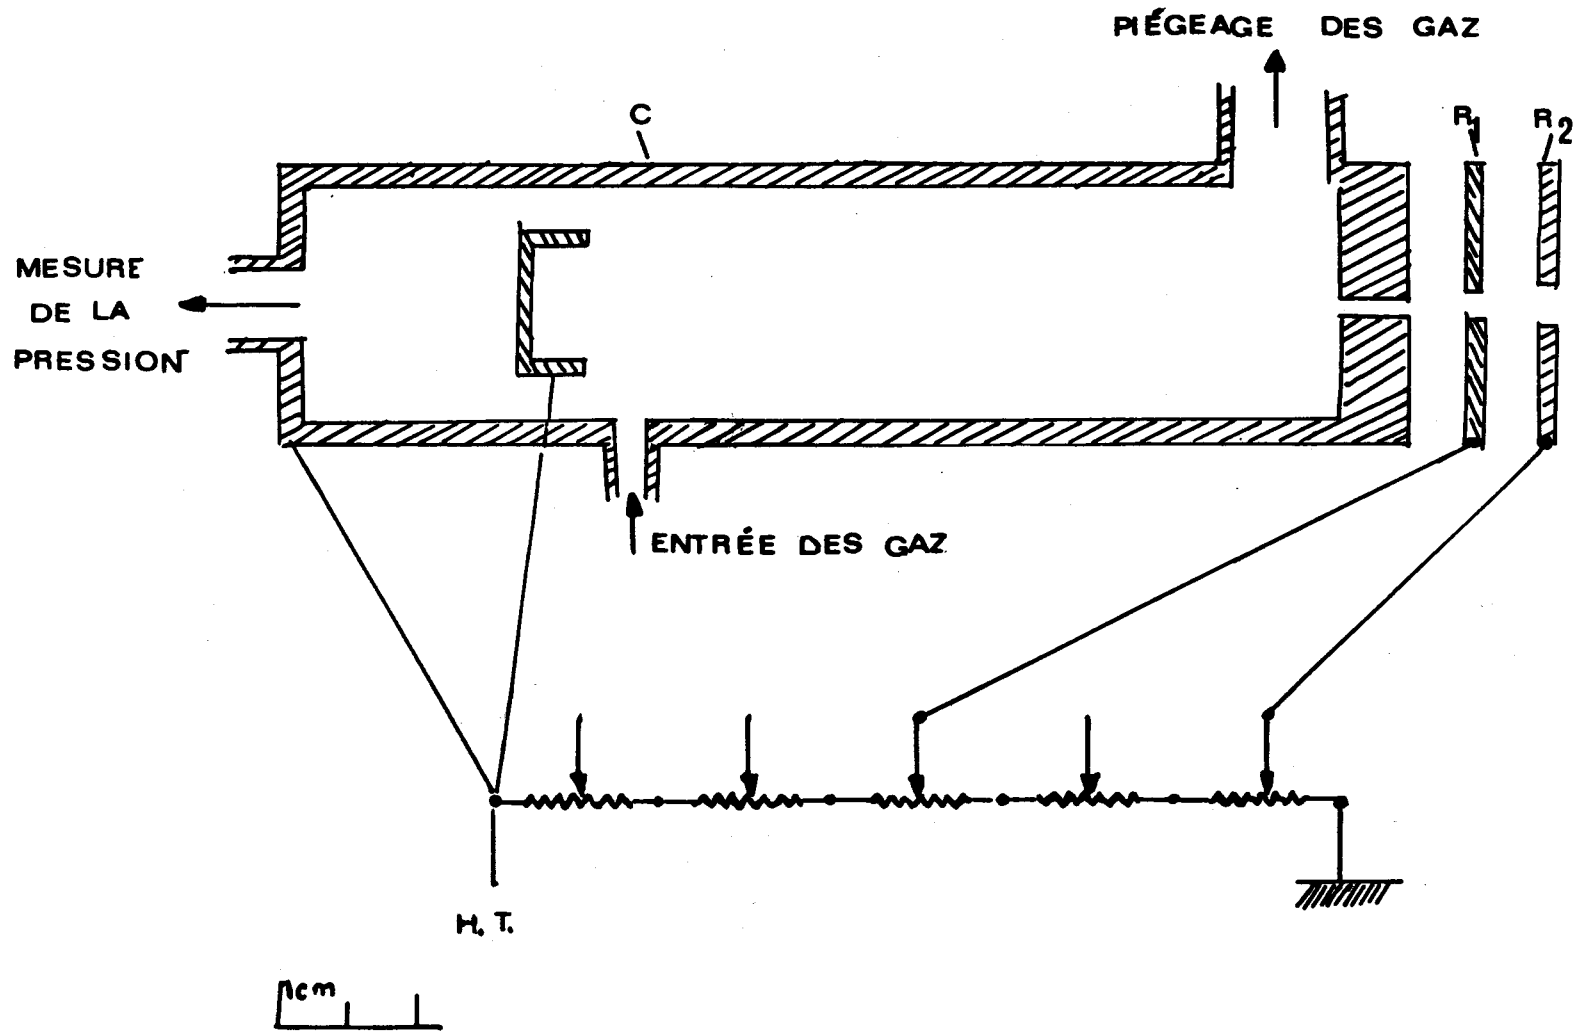 PIÉGEAGE DES GAZ
C
R1
R2
MESURE
DE LA
PRESSION
ENTRÉE DES GAZ
H.T.
1cm